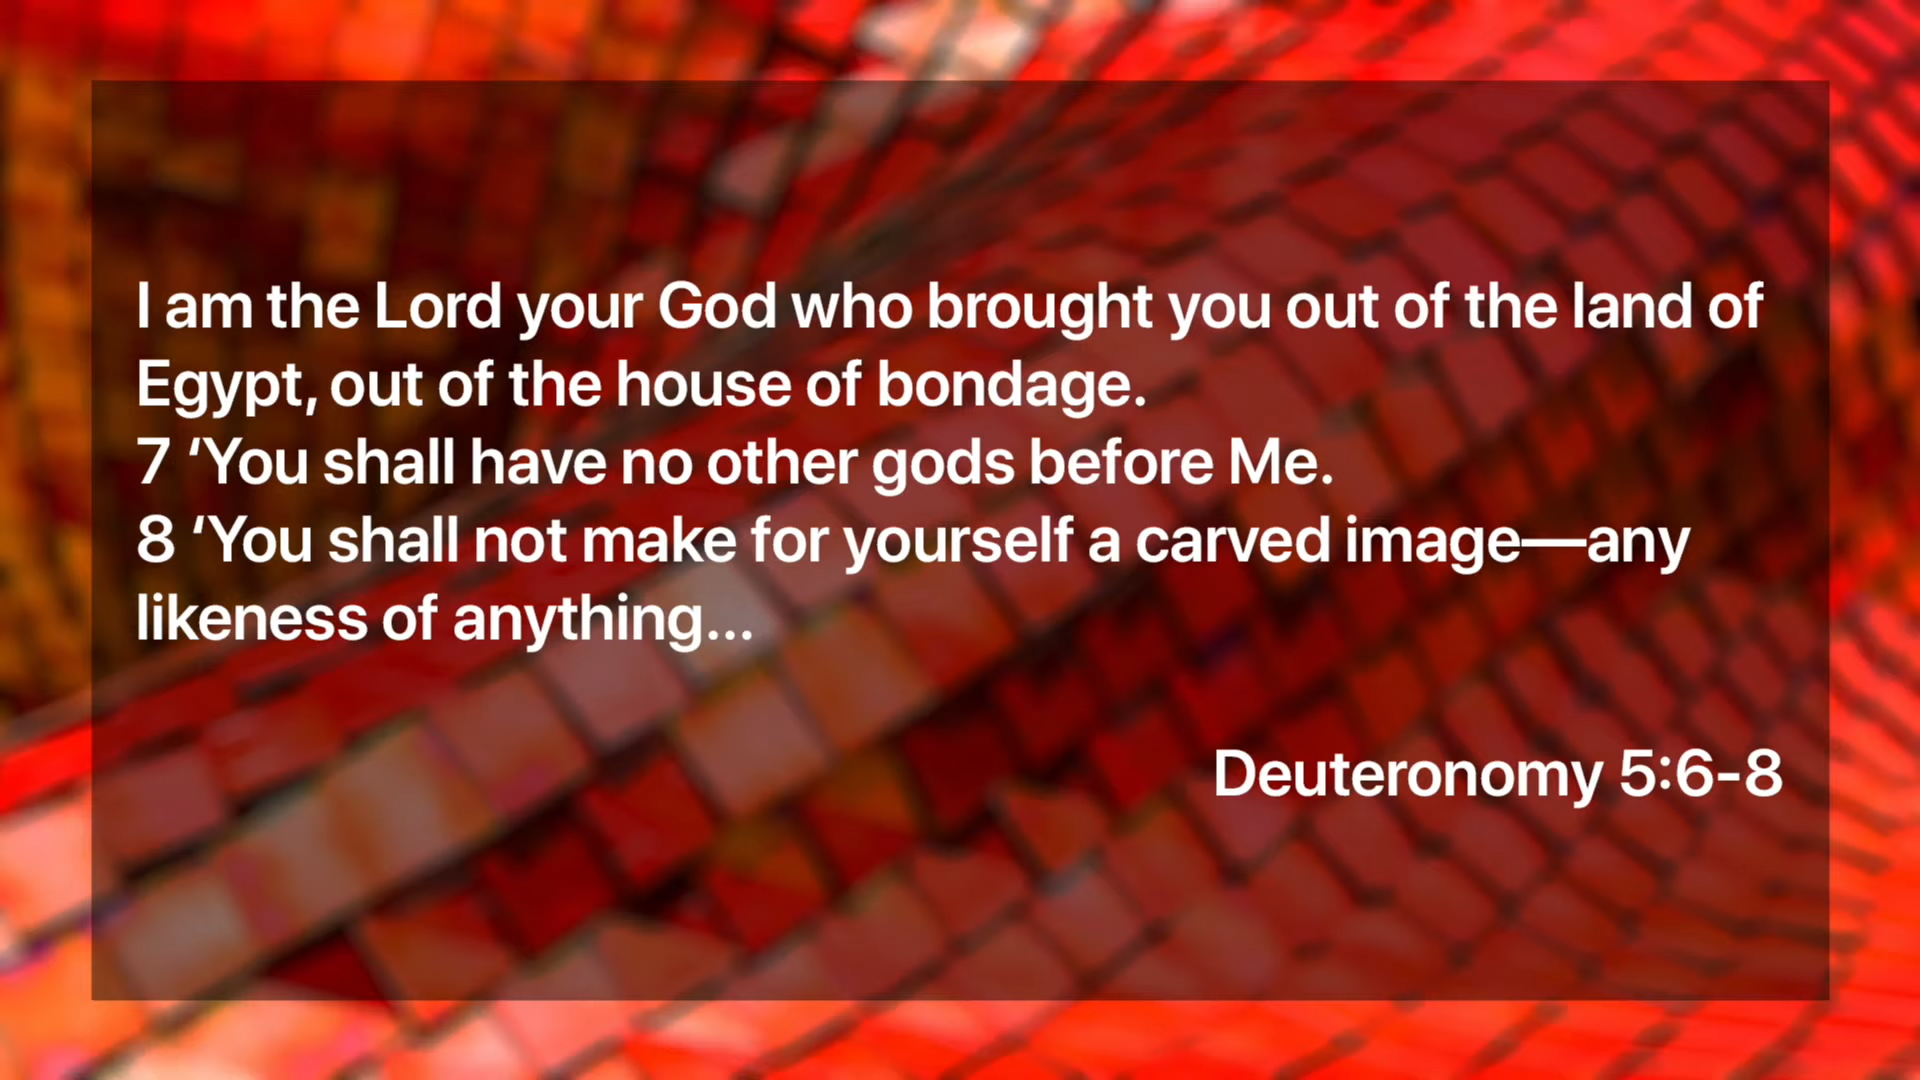 I am the Lord your God who brought you out of the land of
Egypt, out of the house of bondage.
7 ‘You shall have no other gods before Me.
8 ‘You shall not make for yourself a carved image—any
likeness of anything...
Deuteronomy 5:6-8